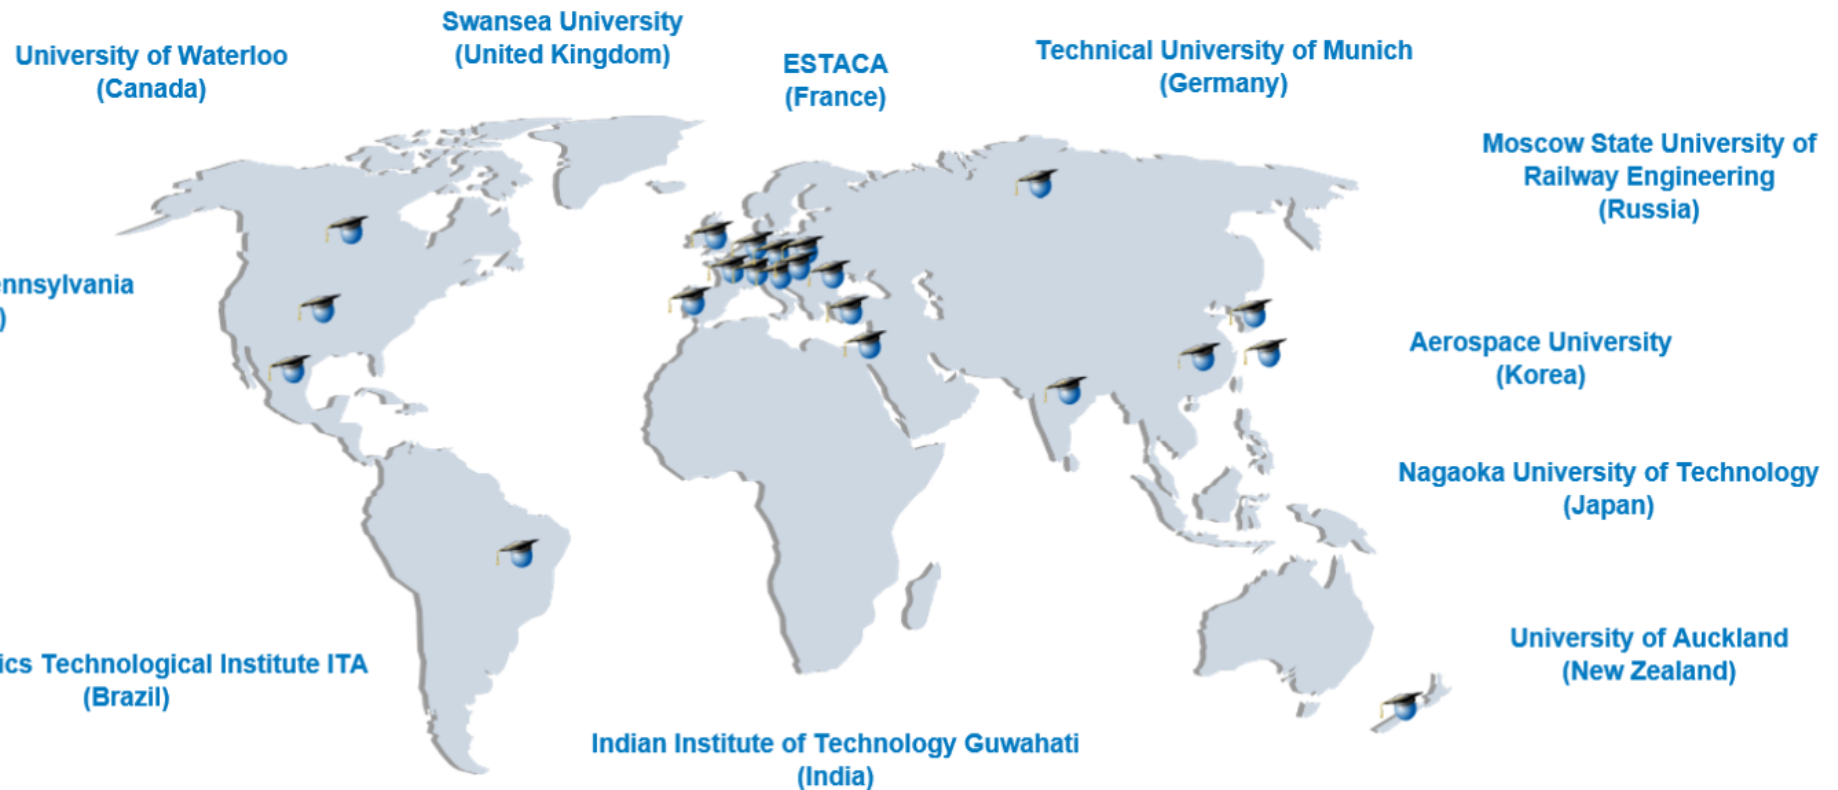 Swansea University
(United Kingdom)
University of Waterloo
(Canada)
ESTACA
(France)
Technical University of Munich
(Germany)
Moscow State University of
Railway Engineering
(Russia)
ennsylvania
)
Aerospace University
(Korea)
Nagaoka University of Technology
(Japan)
University of Auckland
(New Zealand)
ics Technological Institute ITA
(Brazil)
Indian Institute of Technology Guwahati
(India)